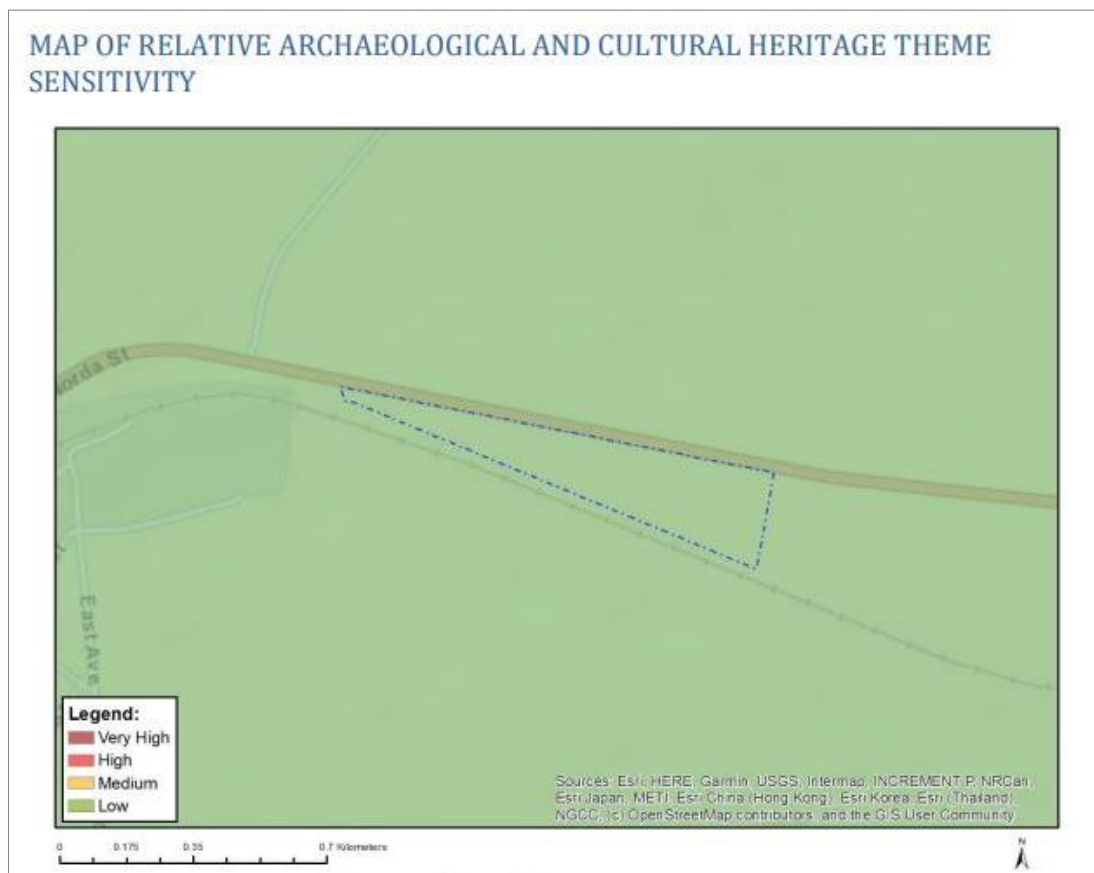 MAP OF RELATIVE ARCHAEOLOGICAL AND CULTURAL HERITAGE THEME
SENSITIVITY
Norda St
East Ave
Legend:
Very High
High
Medium
Low
Sources: Esri, HERE, Garmin, USGS, Intermap, INCREMENT P, NRCan,
Esri Japan, METI, Esri China (Hong Kong), Esri Korea, Esri (Thailand),
NGCC, (c) OpenStreetMap contributors, and the GIS User Community
0 0.175 0.35 0.7 Kilometers
N